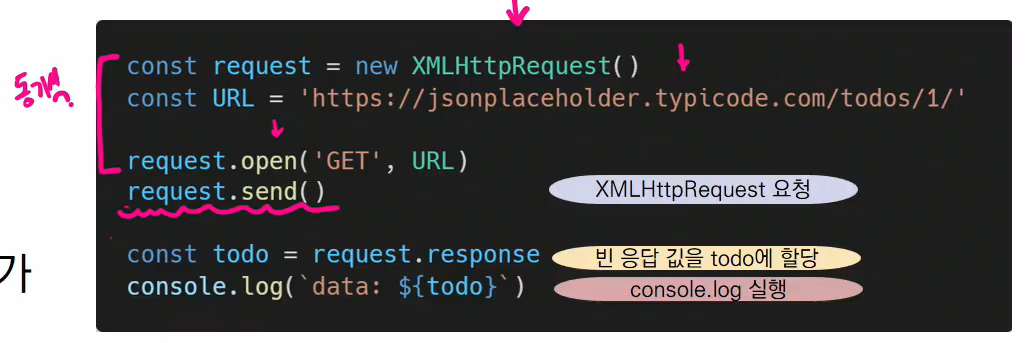 동기식.
const request = new XMLHttpRequest()
const URL = 'https://jsonplaceholder.typicode.com/todos/1/'
request.open('GET', URL)
request.send()
XMLHttpRequest 요청
const todo = request.response
빈 응답 값을 todo에 할당
가
console.log(`data: ${todo}`)
console.log 실행